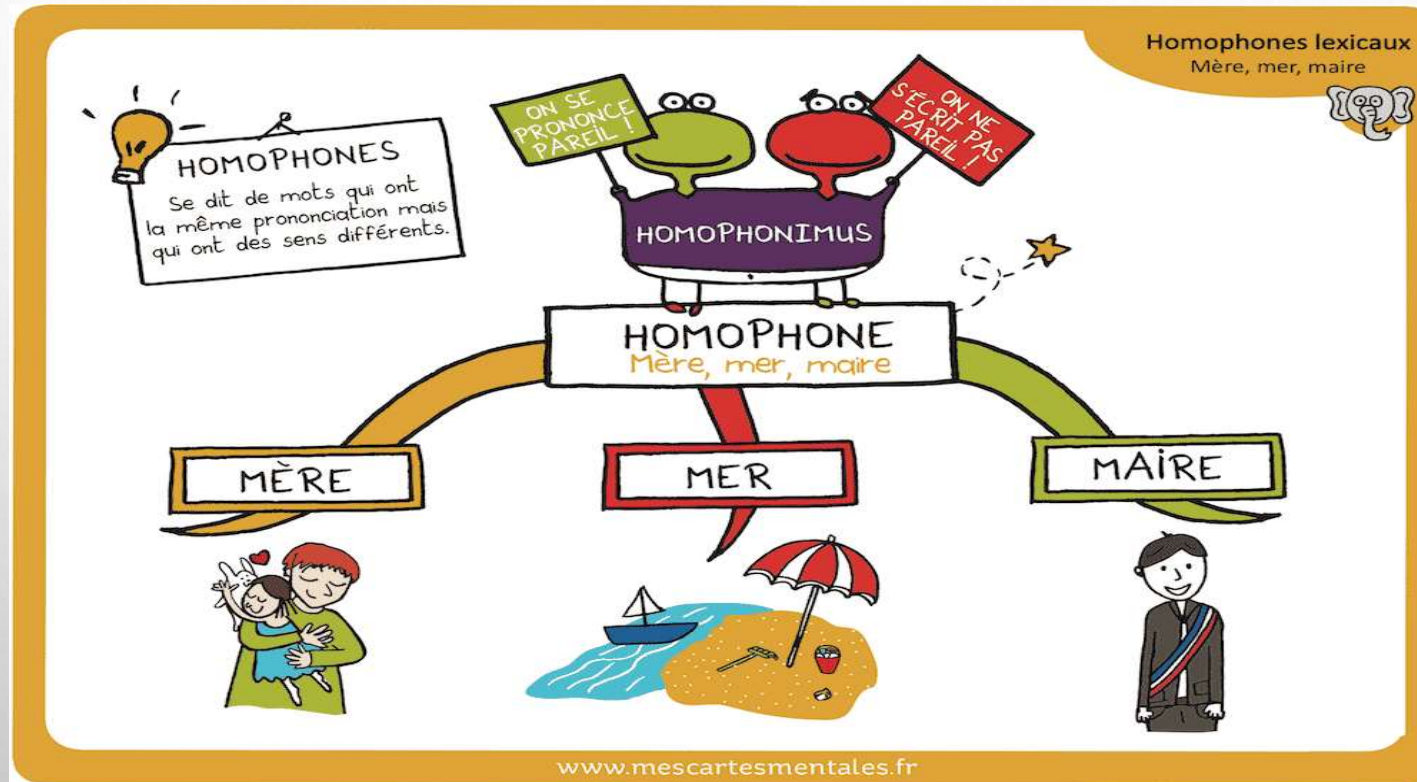 Homophones lexicaux
Mère, mer, maire
HOMOPHONES
Se dit de mots qui ont
la même prononciation mais
qui ont des sens différents.
ON SE
PRONONCE
PAREIL !
ON NE
S'ÉCRIT PAS
PAREIL !
HOMOPHONIMUS
HOMOPHONE
Mère, mer, maire
MÈRE
MER
MAIRE
www.mescartesmentales.fr